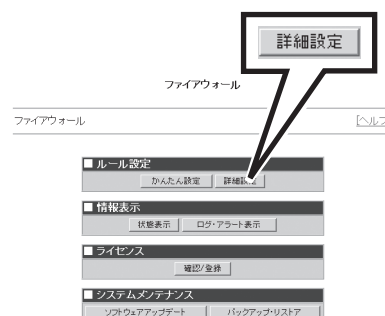 詳細設定
ファイアウォール
ファイアウォール [ヘルプ
■ ルール設定
かんたん設定 詳細設定
■ 情報表示
状態表示 ログ・アラート表示
■ ライセンス
確認/登録
■ システムメンテナンス
ソフトウェアアップデート バックアップ・リストア